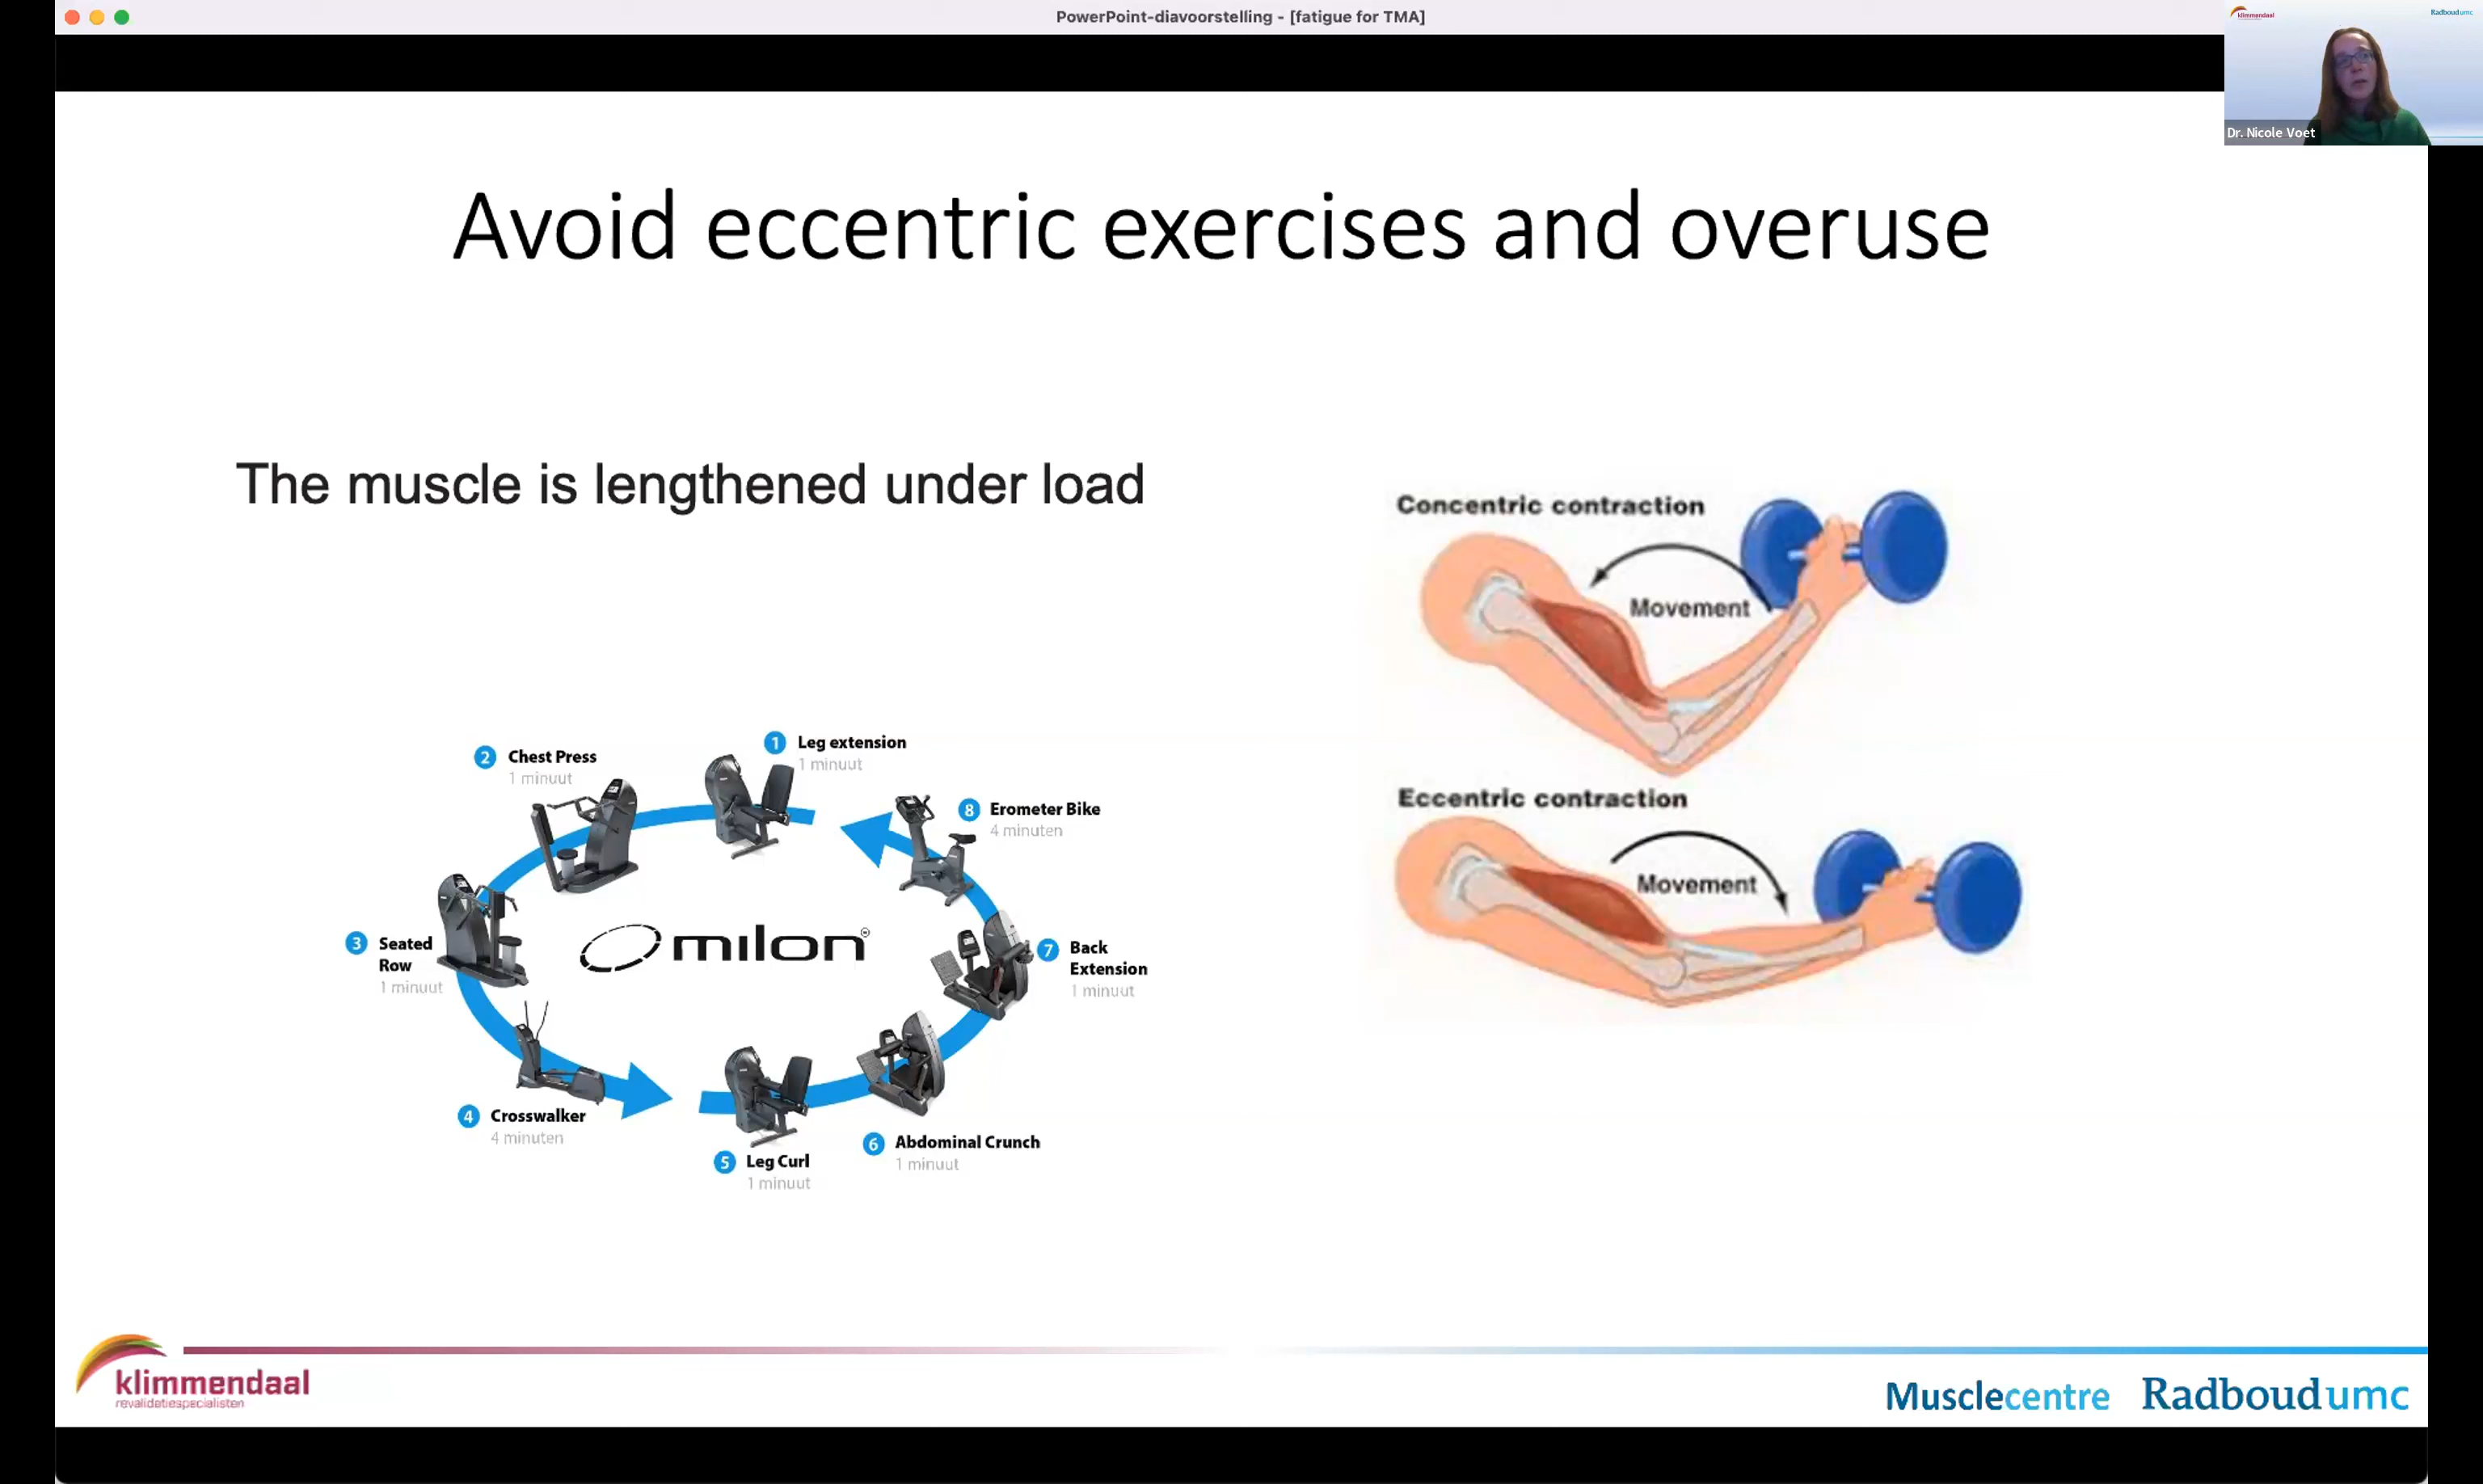 PowerPoint-diavoorstelling - [fatigue for TMA]
klimmendaal
Radboudumc
Dr. Nicole Voet
Avoid eccentric exercises and overuse
The muscle is lengthened under load
Concentric contraction
Movement
Eccentric contraction
Movement
1 Leg extension
1 minuut
2 Chest Press
1 minuut
3 Seated
Row
1 minuut
4 Crosswalker
4 minuten
5 Leg Curl
1 minuut
6 Abdominal Crunch
1 minuut
7 Back
Extension
1 minuut
8 Erometer Bike
4 minuten
milon®
klimmendaal
revalidatiespecialisten
Musclecentre Radboudumc